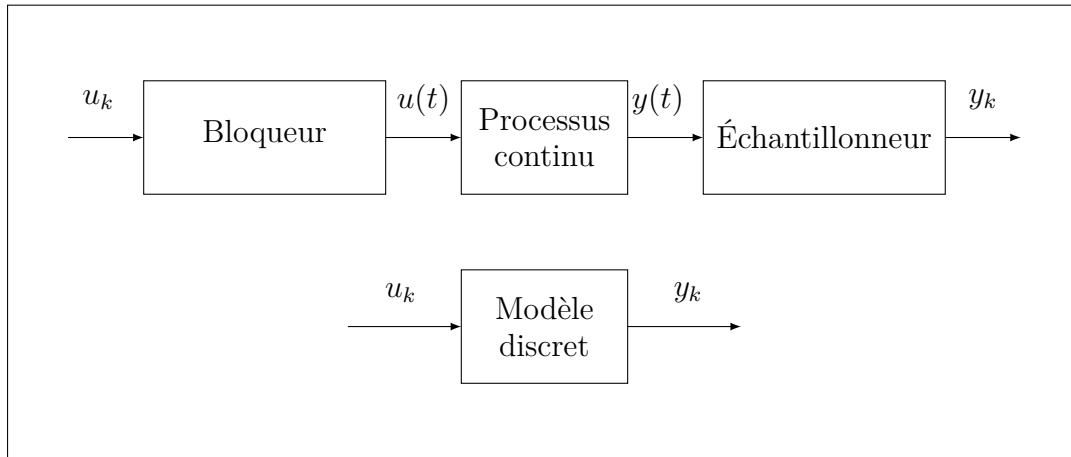 u_k
Bloqueur
u(t)
Processus
continu
y(t)
Échantillonneur
y_k
u_k
Modèle
discret
y_k